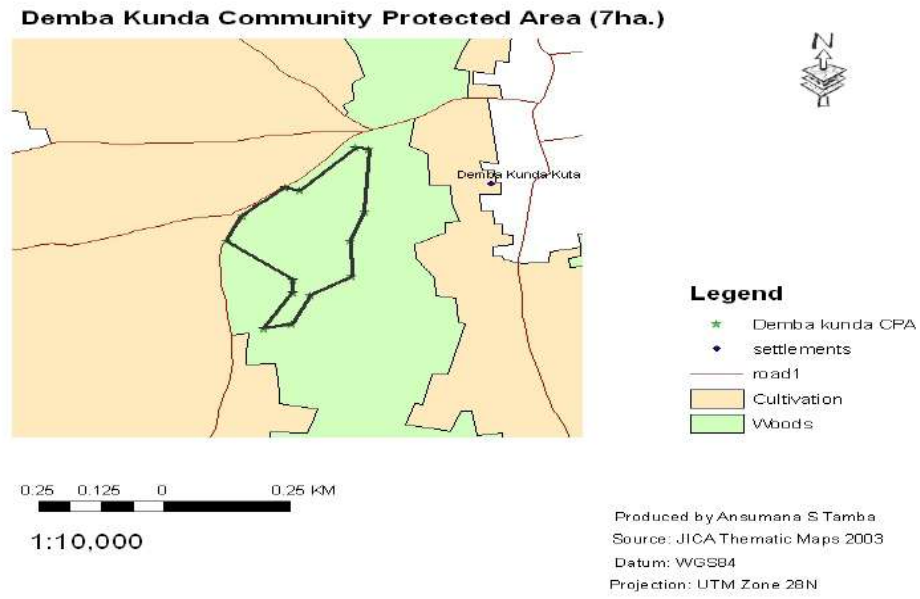 Demba Kunda Community Protected Area (7ha.)
N
Demba Kunda Kuta
Legend
Demba kunda CPA
settlements
road1
Cultivation
Woods
0.25 0.125 0 0.25 KM
1:10,000
Produced by Ansumana S Tamba
Source: JICA Thematic Maps 2003
Datum: WGS84
Projection: UTM Zone 28N